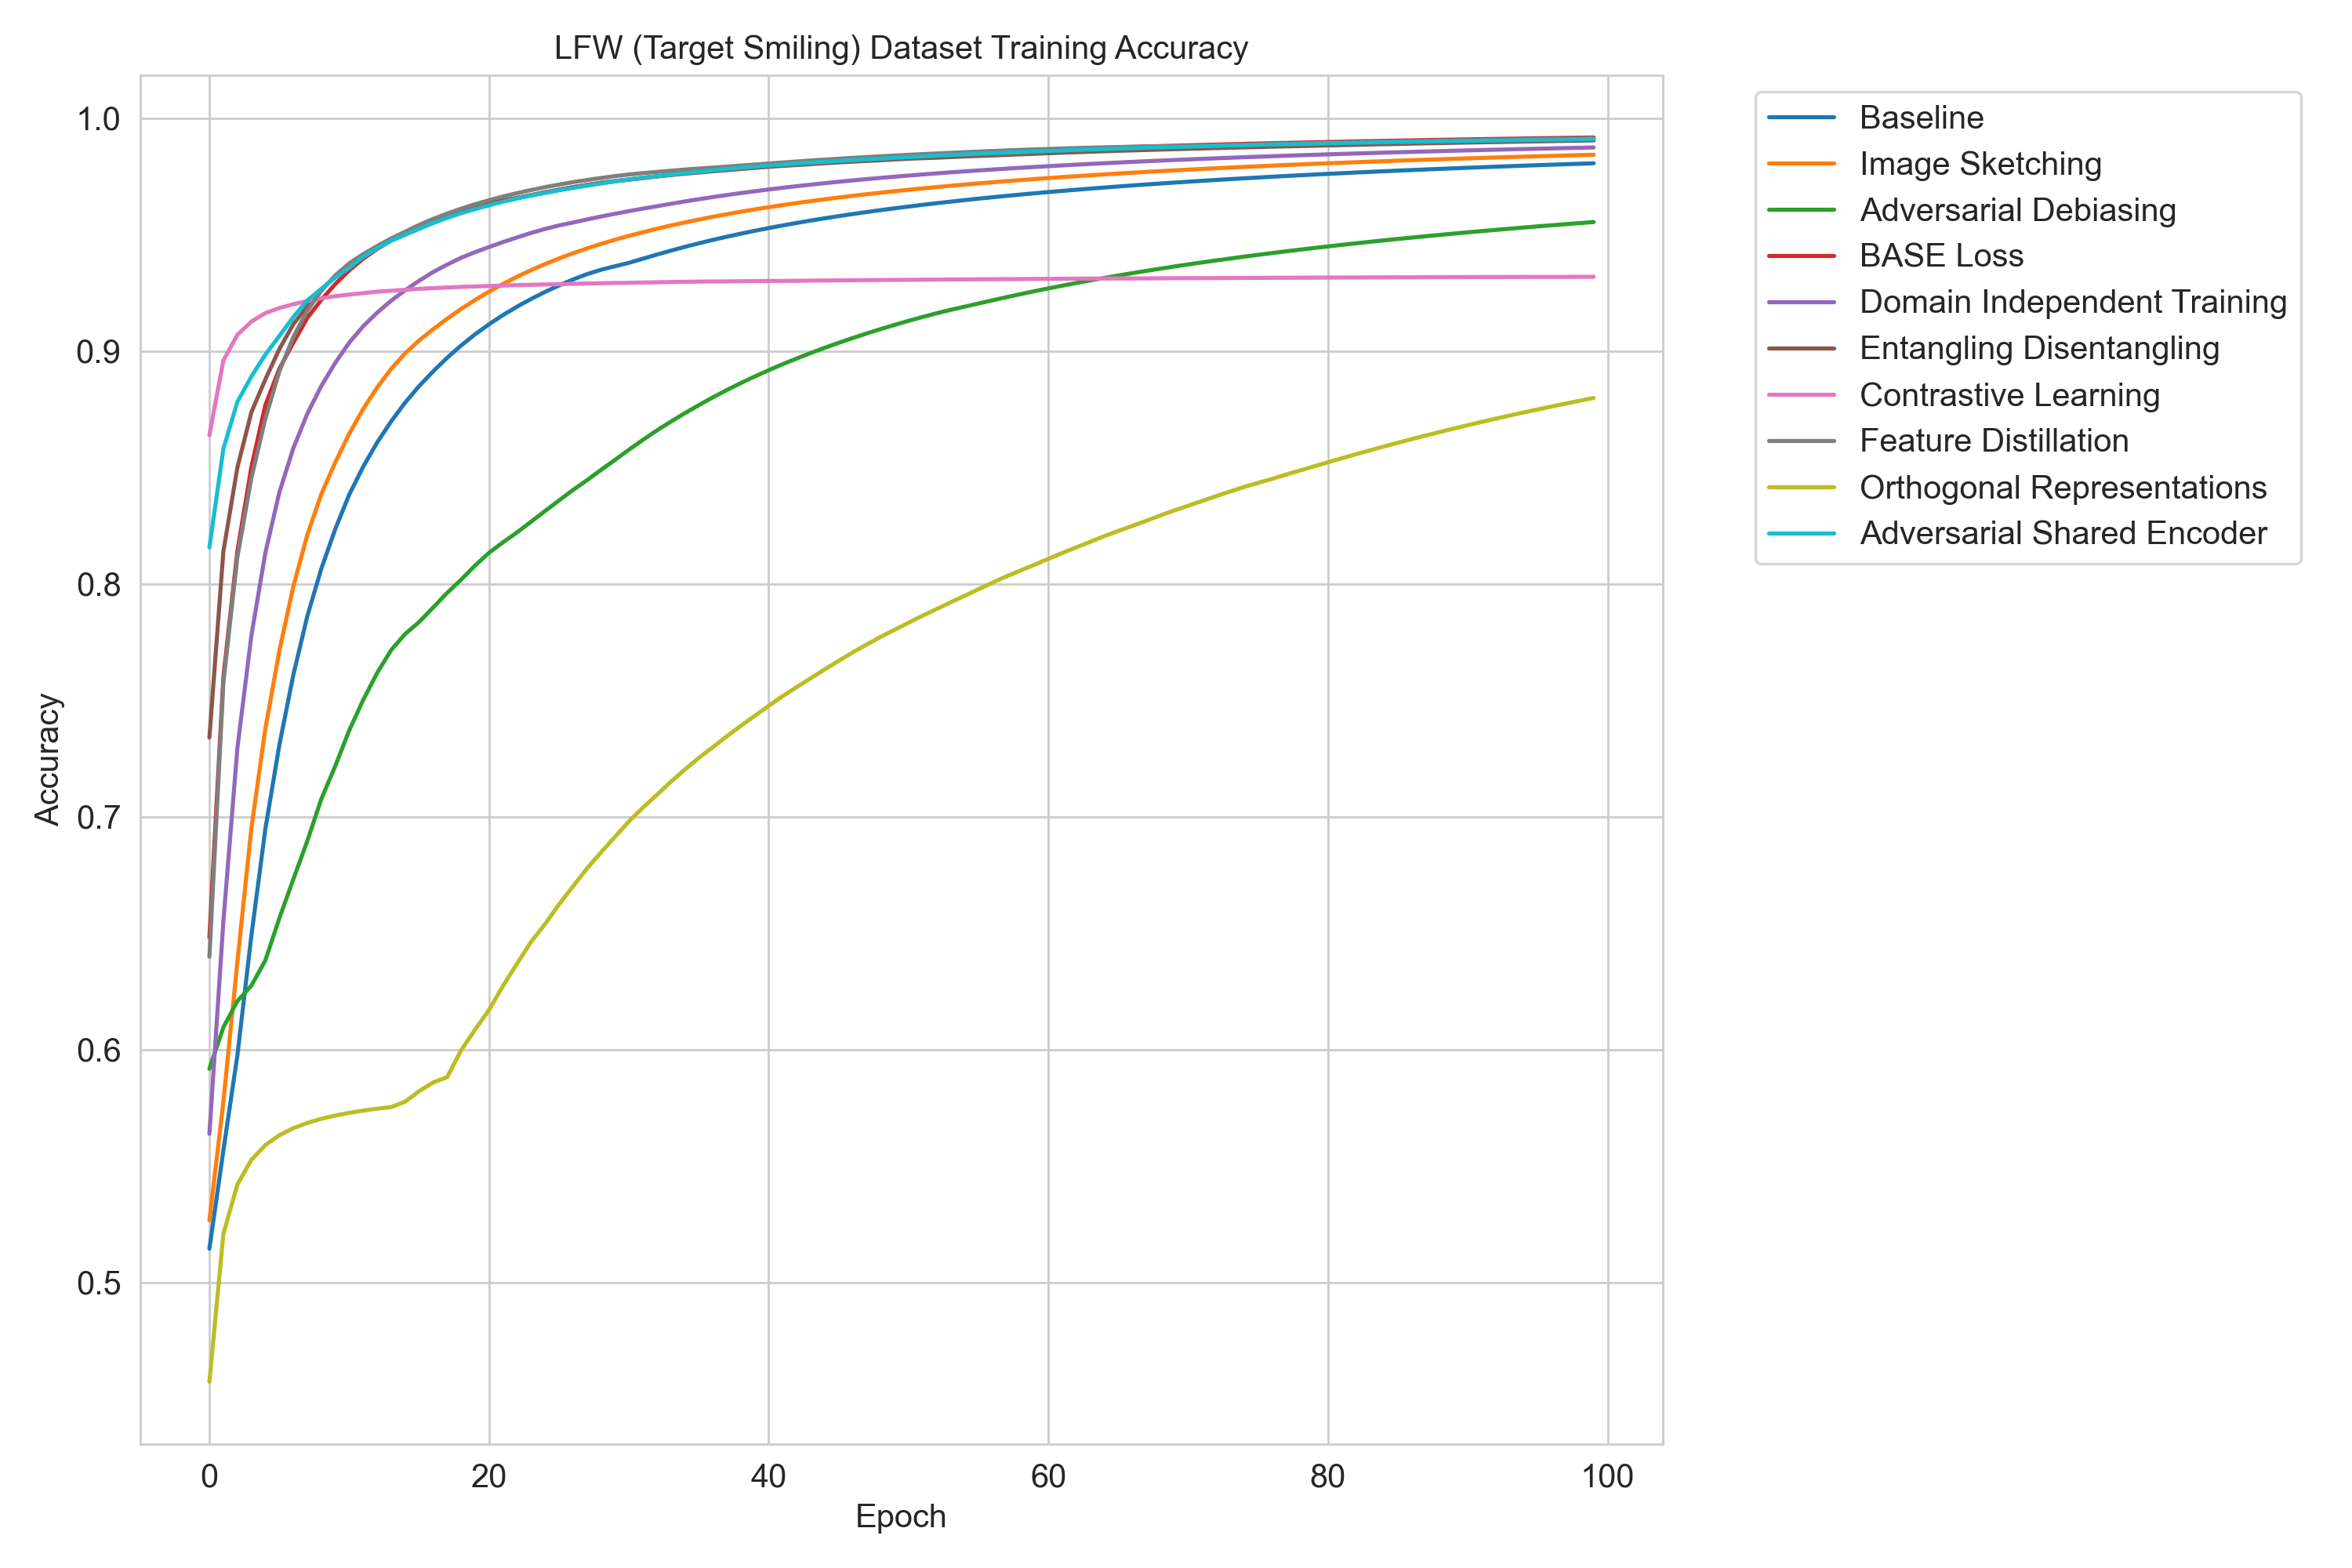 LFW (Target Smiling) Dataset Training Accuracy
1.0
0.9
0.8
0.7
0.6
0.5
Accuracy
0 20 40 60 80 100
Epoch
Baseline
Image Sketching
Adversarial Debiasing
BASE Loss
Domain Independent Training
Entangling Disentangling
Contrastive Learning
Feature Distillation
Orthogonal Representations
Adversarial Shared Encoder